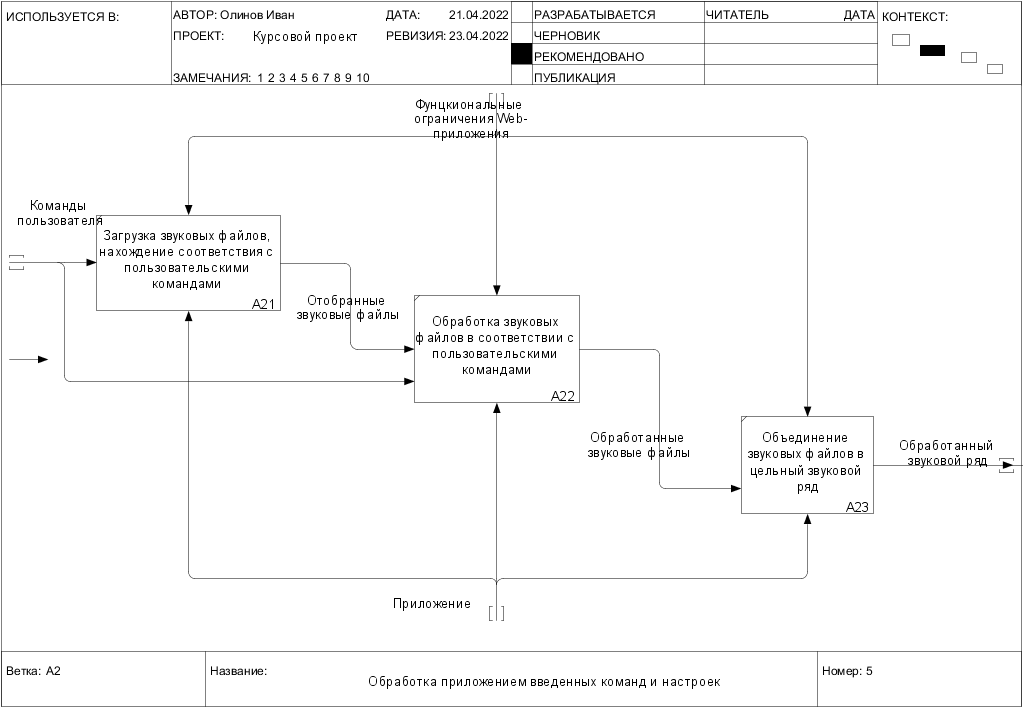 ИСПОЛЬЗУЕТСЯ В:
АВТОР: Олинов Иван
ДАТА: 21.04.2022
ПРОЕКТ: Курсовой проект
РЕВИЗИЯ: 23.04.2022
ЗАМЕЧАНИЯ: 1 2 3 4 5 6 7 8 9 10
РАЗРАБАТЫВАЕТСЯ
ЧЕРНОВИК
РЕКОМЕНДОВАНО
ПУБЛИКАЦИЯ
ЧИТАТЕЛЬ ДАТА
КОНТЕКСТ:
Фунцкиональные
ограничения Web-
приложения
Команды
пользователя
Загрузка звуковых файлов,
нахождение соответствия с
пользовательскими
командами
A21
Отобранные
звуковые файлы
Обработка звуковых
файлов в соответствии с
пользовательскими
командами
A22
Обработанные
звуковые файлы
Объединение
звуковых файлов в
цельный звуковой
ряд
A23
Обработанный
звуковой ряд
Приложение
Ветка: A2
Название:
Обработка приложением введенных команд и настроек
Номер: 5